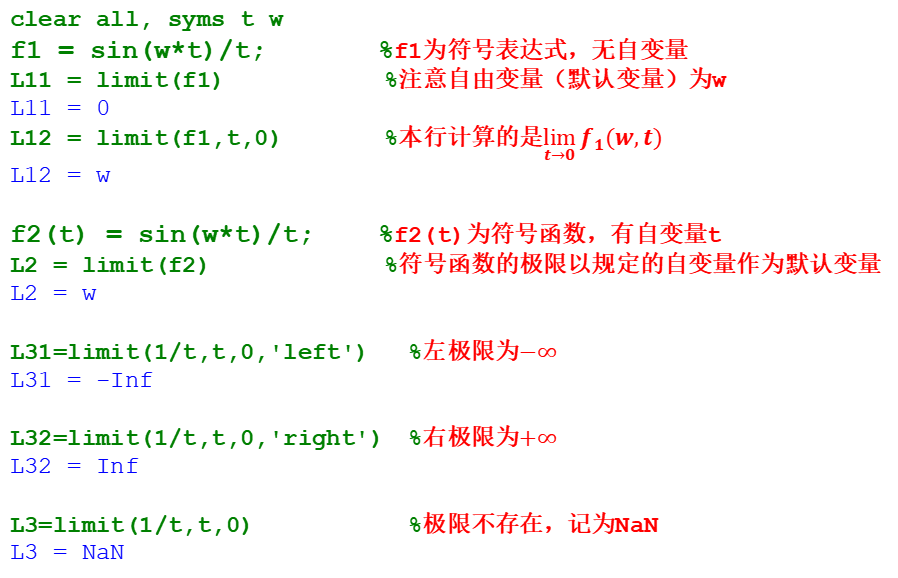 clear all, syms t w
f1 = sin(w*t)/t; %f1为符号表达式，无自变量
L11 = limit(f1) %注意自由变量（默认变量）为w
L11 = 0
L12 = limit(f1,t,0) %本行计算的是lim t→0 f₁(w,t)
L12 = w
f2(t) = sin(w*t)/t; %f2(t)为符号函数，有自变量t
L2 = limit(f2) %符号函数的极限以规定的自变量作为默认变量
L2 = w
L31=limit(1/t,t,0,'left') %左极限为−∞
L31 = -Inf
L32=limit(1/t,t,0,'right') %右极限为+∞
L32 = Inf
L3=limit(1/t,t,0) %极限不存在，记为NaN
L3 = NaN